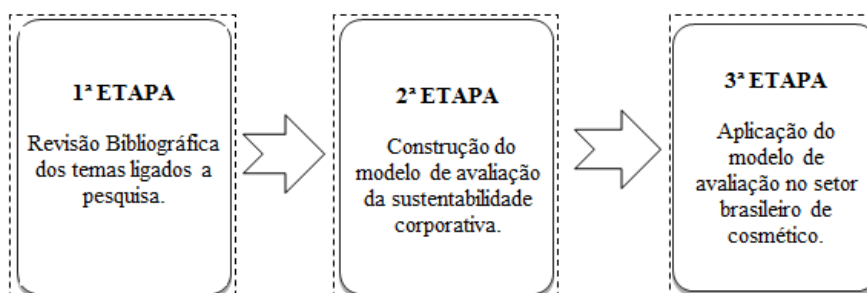 1ª ETAPA
Revisão Bibliográfica
dos temas ligados a
pesquisa.
2ª ETAPA
Construção do
modelo de avaliação
da sustentabilidade
corporativa.
3ª ETAPA
Aplicação do
modelo de
avaliação no setor
brasileiro de
cosmético.